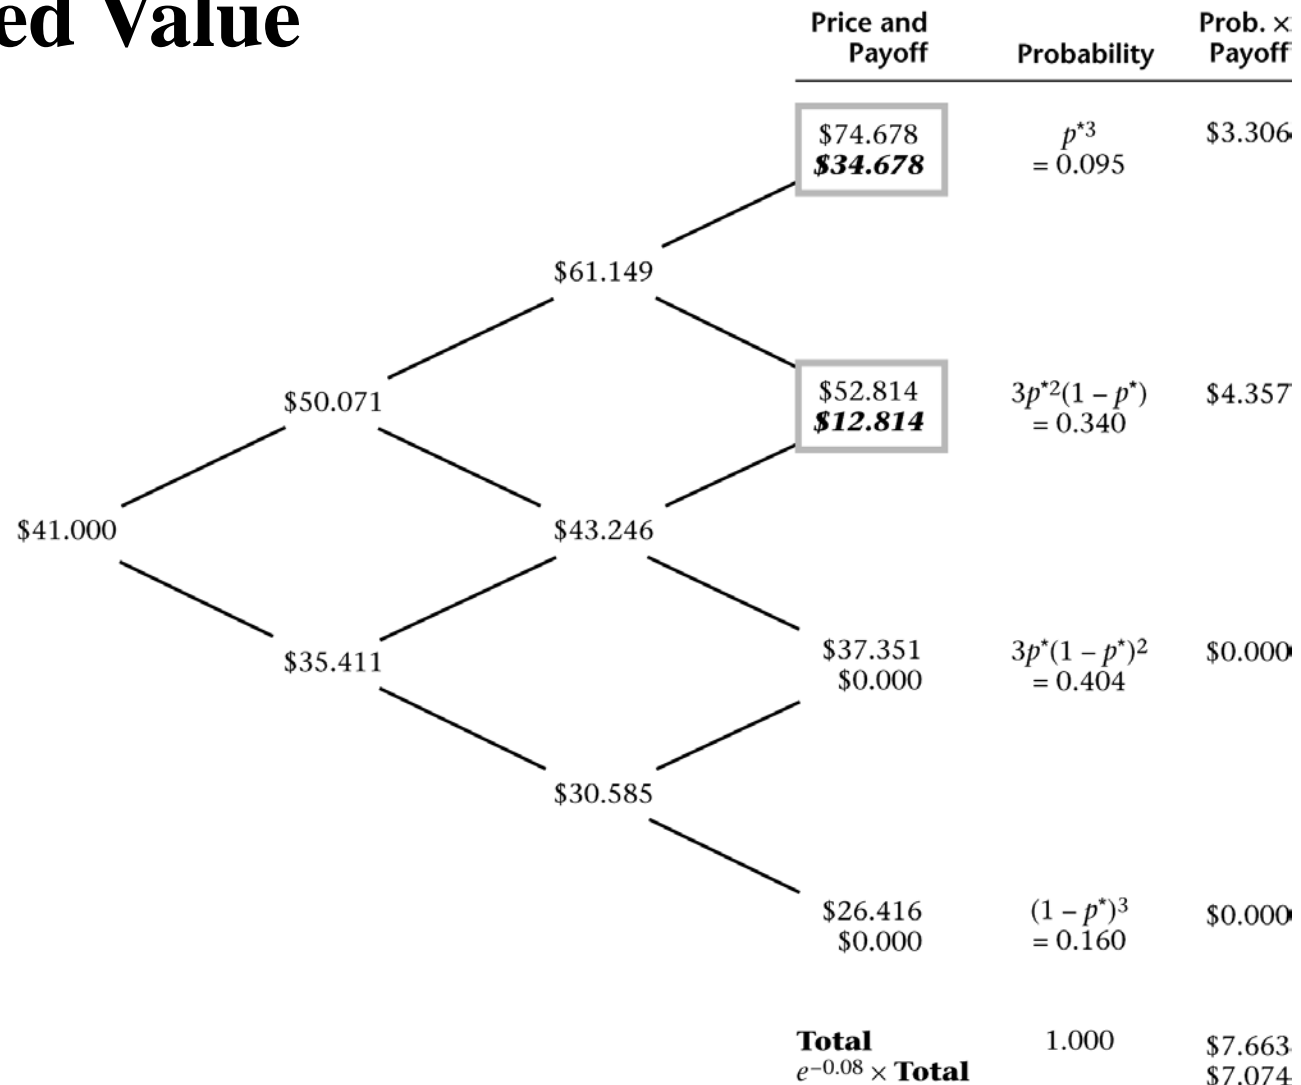 ed Value
Price and Payoff Probability Prob. × Payoff
$74.678 p*3 $3.306
$34.678 = 0.095
$61.149
$52.814 3p*2(1 – p*) $4.357
$12.814 = 0.340
$50.071
$41.000 $43.246
$35.411
$37.351 3p*(1 – p*)2 $0.000
$0.000 = 0.404
$30.585
$26.416 (1 – p*)3 $0.000
$0.000 = 0.160
Total 1.000 $7.663
e–0.08 × Total $7.074